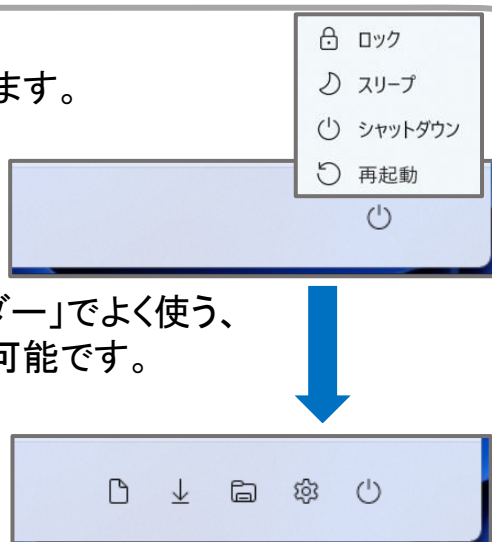 ロック
ます。
スリープ
シャットダウン
再起動
ダー」でよく使う、
可能です。